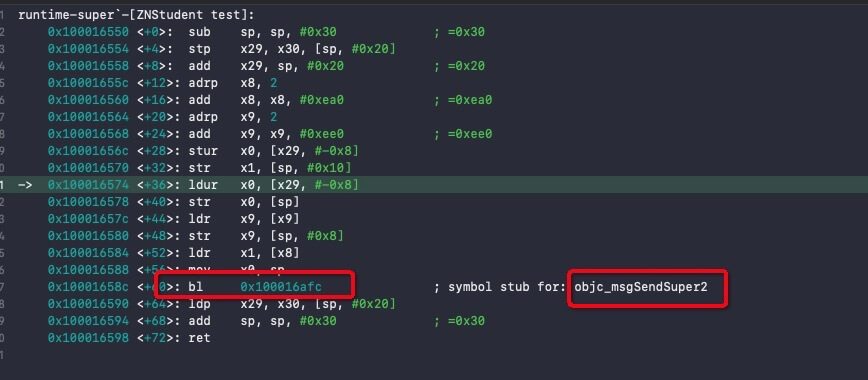 1 runtime-super`-[ZNStudent test]:
2 0x100016550 <+0>: sub sp, sp, #0x30 ; =0x30
3 0x100016554 <+4>: stp x29, x30, [sp, #0x20]
4 0x100016558 <+8>: add x29, sp, #0x20 ; =0x20
5 0x10001655c <+12>: adrp x8, 2
6 0x100016560 <+16>: add x8, x8, #0xea0 ; =0xea0
7 0x100016564 <+20>: adrp x9, 2
8 0x100016568 <+24>: add x9, x9, #0xee0 ; =0xee0
9 0x10001656c <+28>: stur x0, [x29, #-0x8]
0 0x100016570 <+32>: str x1, [sp, #0x10]
1 -> 0x100016574 <+36>: ldur x0, [x29, #-0x8]
2 0x100016578 <+40>: str x0, [sp]
3 0x10001657c <+44>: ldr x9, [x9]
4 0x100016580 <+48>: str x9, [sp, #0x8]
5 0x100016584 <+52>: ldr x1, [x8]
6 0x100016588 <+56>: mov x0, sp
7 0x10001658c <+60>: bl 0x100016afc ; symbol stub for: objc_msgSendSuper2
8 0x100016590 <+64>: ldp x29, x30, [sp, #0x20]
9 0x100016594 <+68>: add sp, sp, #0x30 ; =0x30
0 0x100016598 <+72>: ret
1